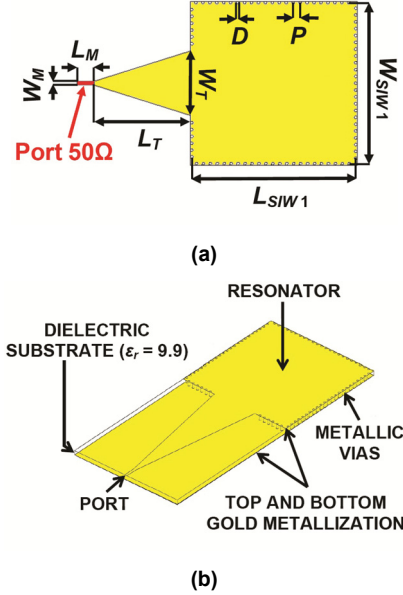 L_M
D
P
W_M
W_T
W_SIW1
Port 50Ω
L_T
L_SIW1
(a)
RESONATOR
DIELECTRIC
SUBSTRATE (ε_r = 9.9)
METALLIC
VIAS
PORT
TOP AND BOTTOM
GOLD METALLIZATION
(b)